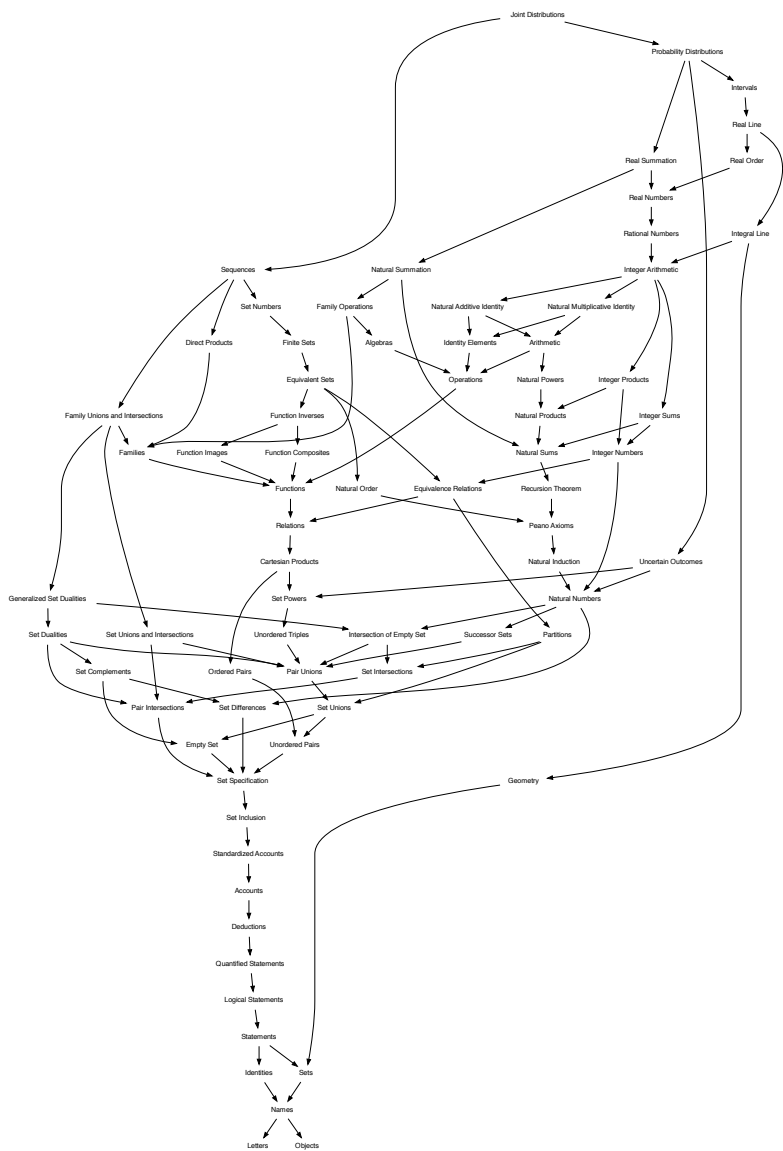 Joint Distributions
Probability Distributions
Intervals
Real Line
Real Summation
Real Order
Real Numbers
Rational Numbers
Integral Line
Sequences
Natural Summation
Integer Arithmetic
Set Numbers
Family Operations
Natural Additive Identity
Natural Multiplicative Identity
Direct Products
Finite Sets
Algebras
Identity Elements
Arithmetic
Equivalent Sets
Operations
Natural Powers
Integer Products
Family Unions and Intersections
Function Inverses
Natural Products
Integer Sums
Families
Function Images
Function Composites
Natural Sums
Integer Numbers
Functions
Natural Order
Equivalence Relations
Recursion Theorem
Relations
Peano Axioms
Cartesian Products
Natural Induction
Uncertain Outcomes
Generalized Set Dualities
Set Powers
Natural Numbers
Set Dualities
Set Unions and Intersections
Unordered Triples
Intersection of Empty Set
Successor Sets
Partitions
Set Complements
Ordered Pairs
Pair Unions
Set Intersections
Pair Intersections
Set Differences
Set Unions
Empty Set
Unordered Pairs
Set Specification
Geometry
Set Inclusion
Standardized Accounts
Accounts
Deductions
Quantified Statements
Logical Statements
Statements
Identities
Sets
Names
Letters
Objects